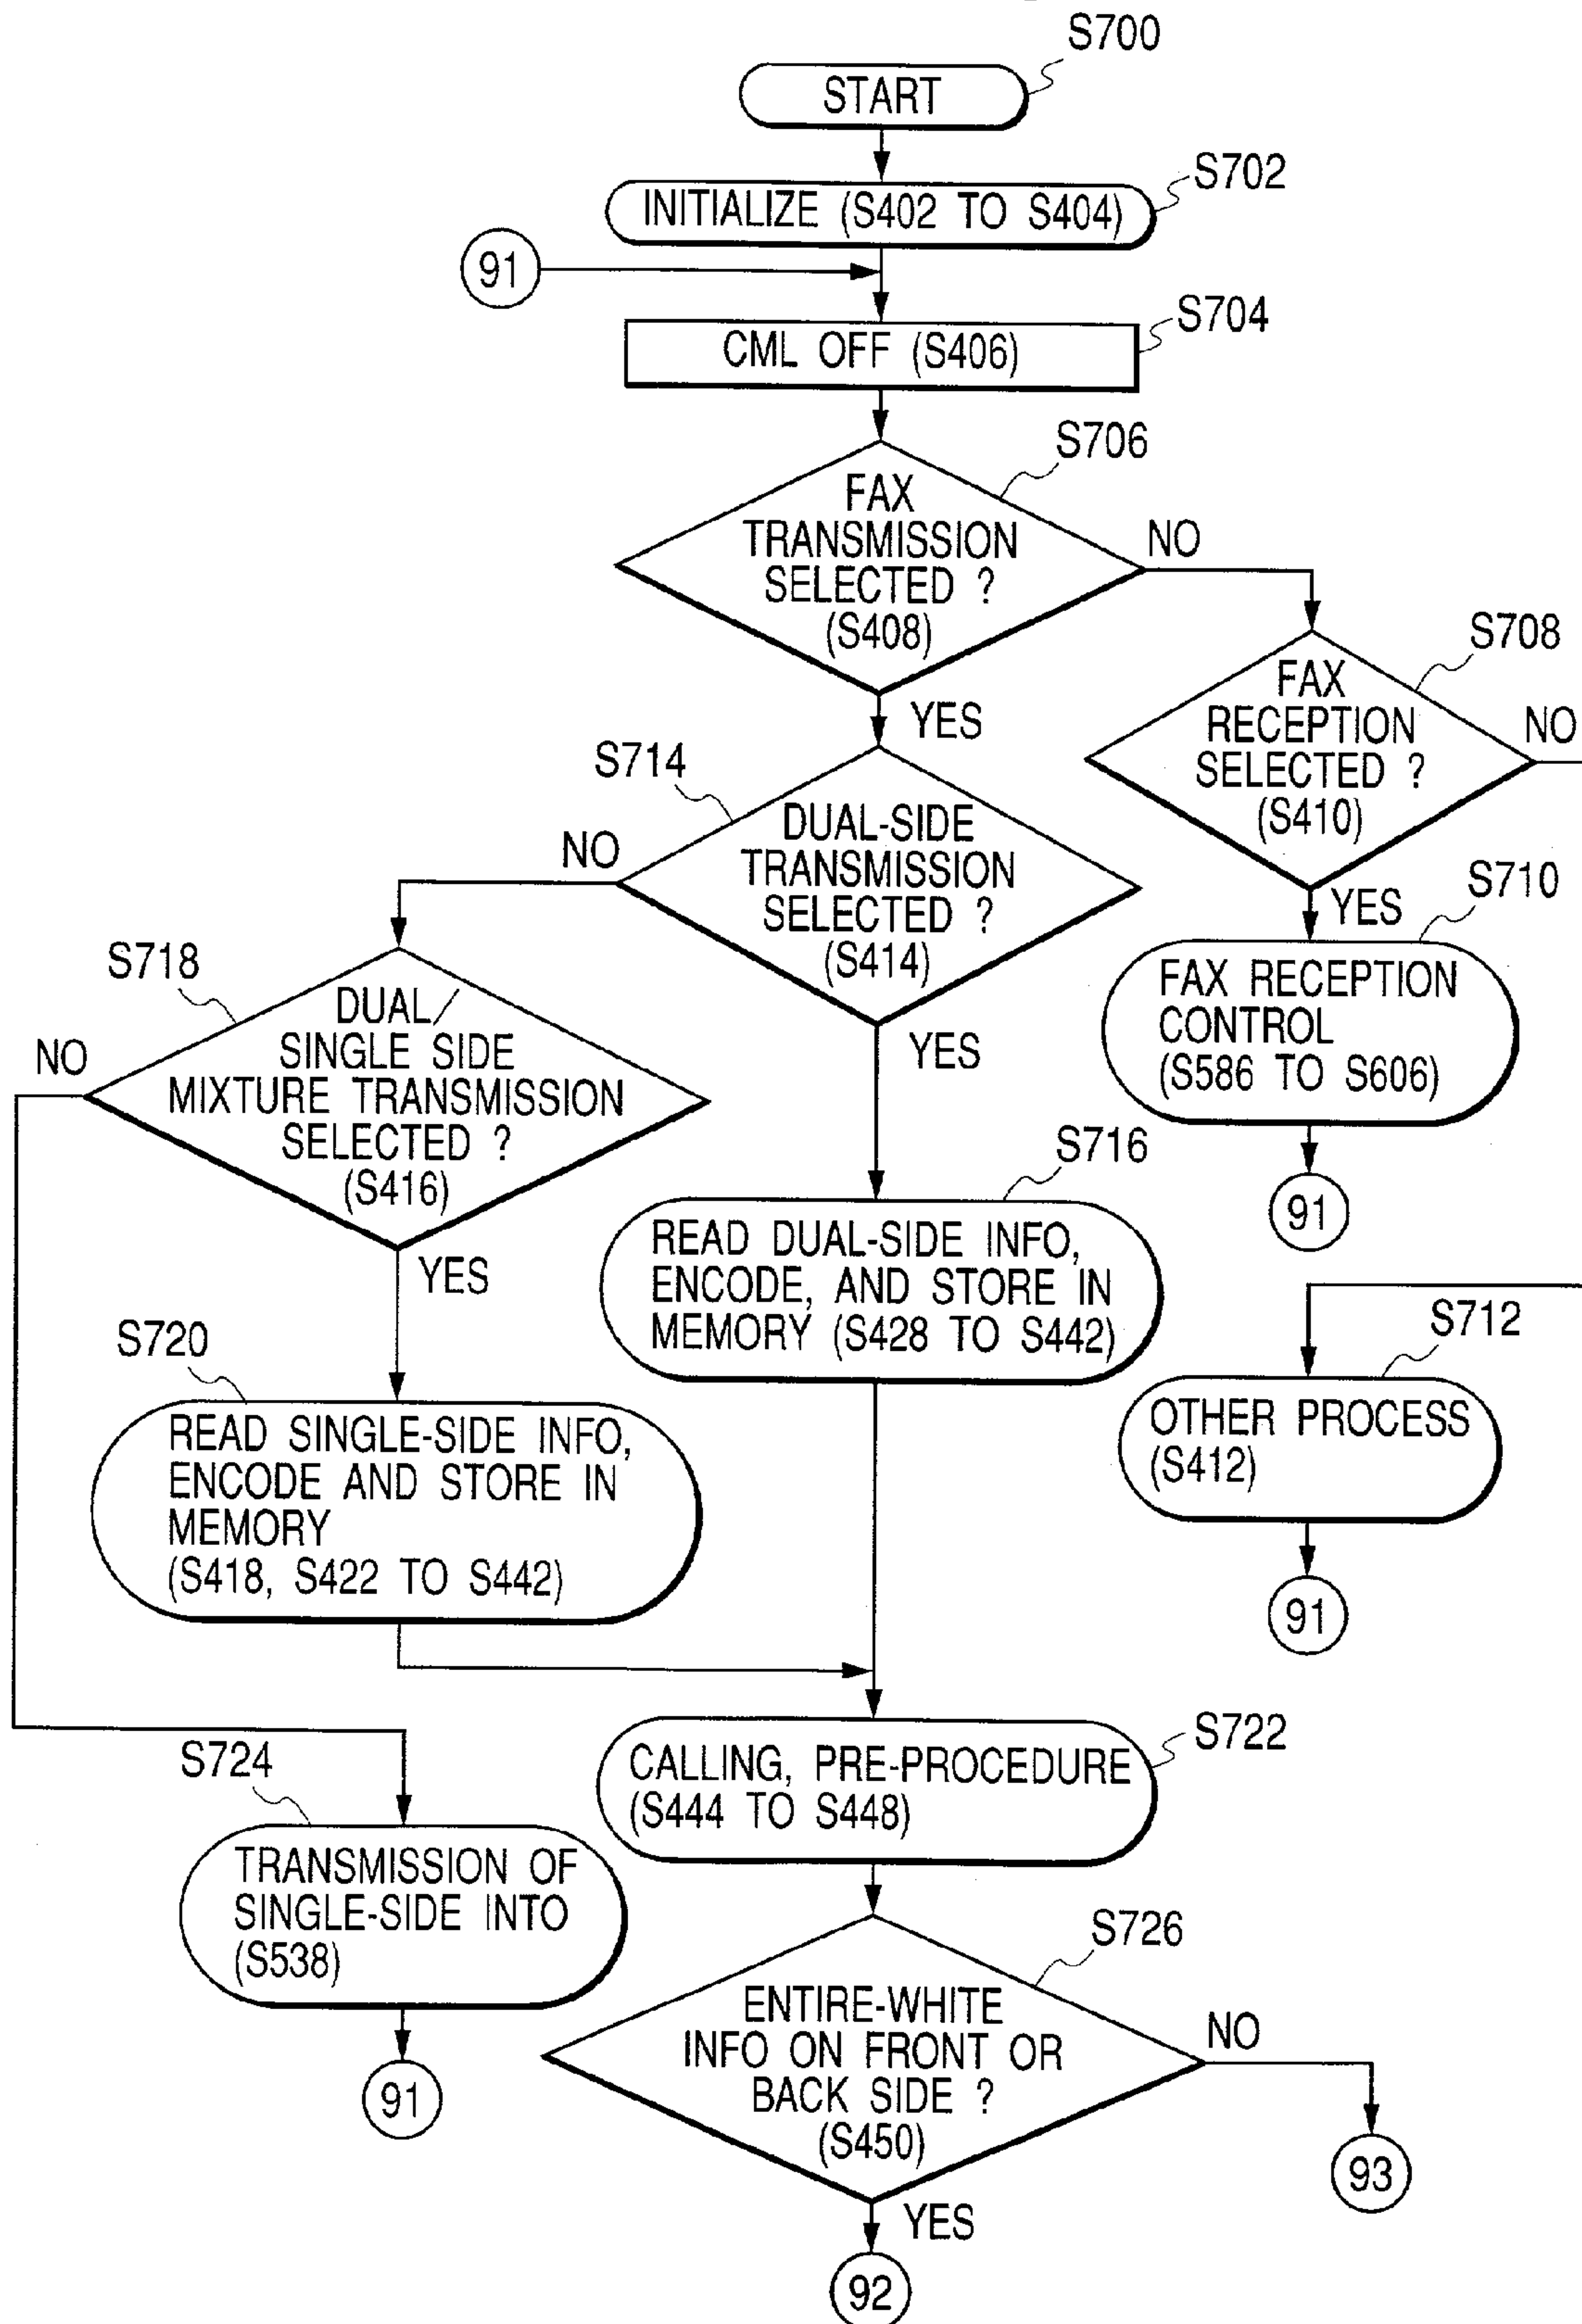 S700
START
S702
INITIALIZE (S402 TO S404)
91
S704
CML OFF (S406)
S706
FAX
TRANSMISSION
SELECTED ?
(S408)
NO
YES
S708
FAX
RECEPTION
SELECTED ?
(S410)
NO
YES
S710
FAX RECEPTION
CONTROL
(S586 TO S606)
91
S712
OTHER PROCESS
(S412)
91
S714
DUAL-SIDE
TRANSMISSION
SELECTED ?
(S414)
NO
YES
S716
READ DUAL-SIDE INFO,
ENCODE, AND STORE IN
MEMORY (S428 TO S442)
S718
DUAL/
SINGLE SIDE
MIXTURE TRANSMISSION
SELECTED ?
(S416)
NO
YES
S720
READ SINGLE-SIDE INFO,
ENCODE AND STORE IN
MEMORY
(S418, S422 TO S442)
S722
CALLING, PRE-PROCEDURE
(S444 TO S448)
S724
TRANSMISSION OF
SINGLE-SIDE INTO
(S538)
91
S726
ENTIRE-WHITE
INFO ON FRONT OR
BACK SIDE ?
(S450)
NO
93
YES
92